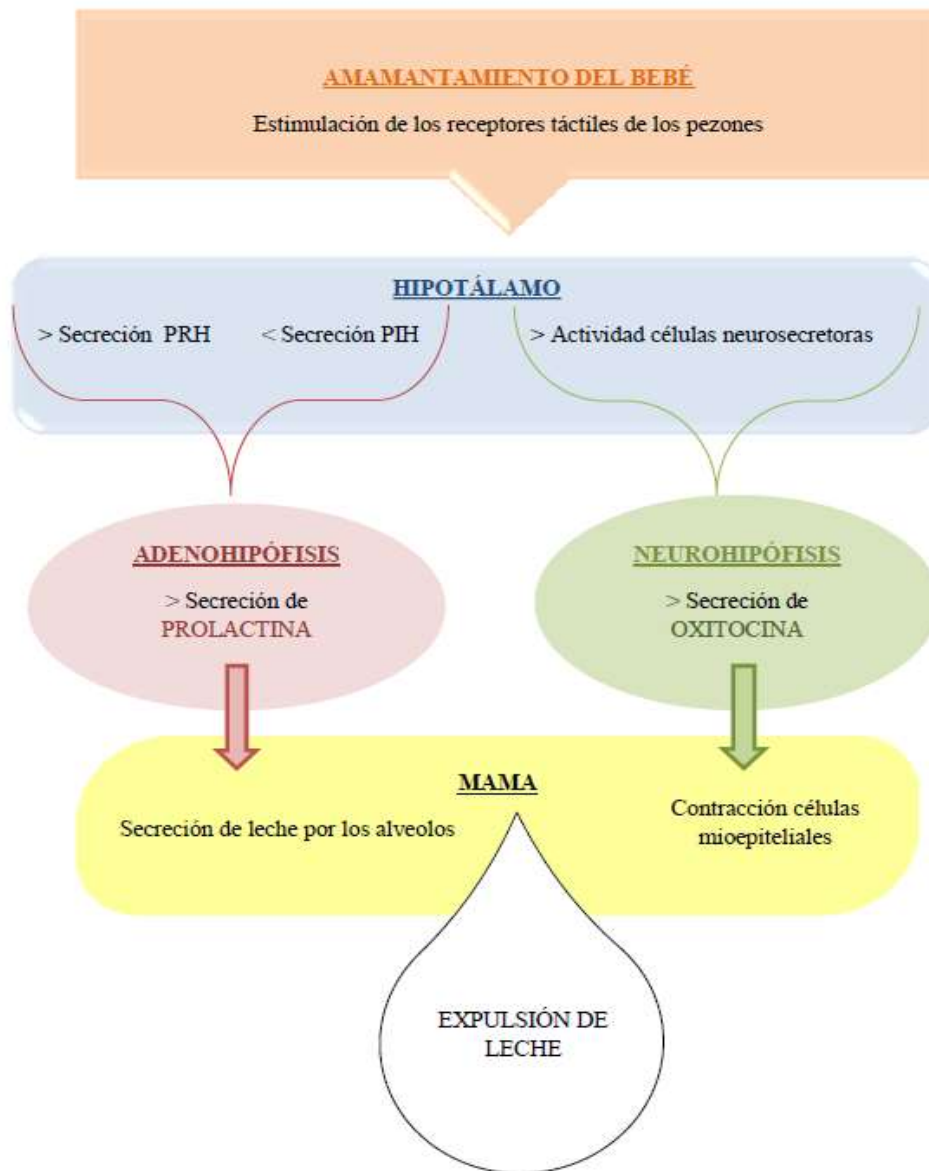 AMAMANTAMIENTO DEL BEBÉ
Estimulación de los receptores táctiles de los pezones
HIPOTÁLAMO
> Secreción PRH
< Secreción PIH
> Actividad células neurosecretoras
ADENOHIPÓFISIS
> Secreción de
PROLACTINA
NEUROHIPÓFISIS
> Secreción de
OXITOCINA
MAMA
Secreción de leche por los alveolos
Contracción células
mioepiteliales
EXPULSIÓN DE
LECHE